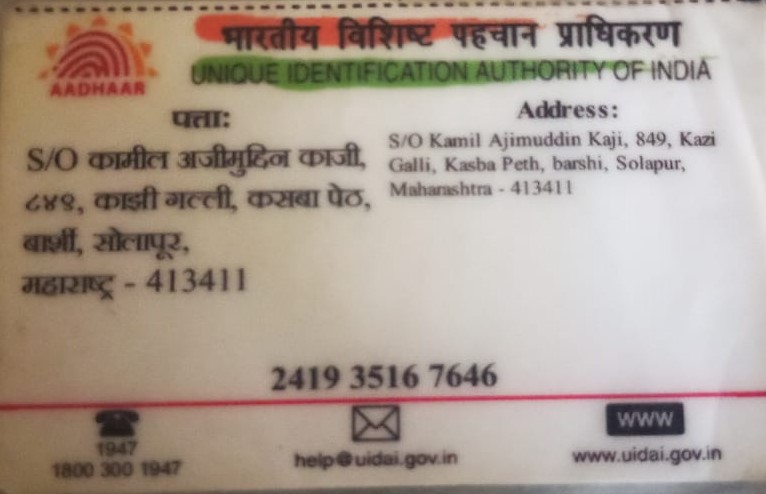 भारतीय विशिष्ट पहचान प्राधिकरण
UNIQUE IDENTIFICATION AUTHORITY OF INDIA
AADHAAR
पत्ता:
S/O कामील अजीमुद्दिन काजी,
८४९, काझी गल्ली, कसबा पेठ,
बार्शी, सोलापूर,
महाराष्ट्र - 413411
Address:
S/O Kamil Ajimuddin Kaji, 849, Kazi
Galli, Kasba Peth, barshi, Solapur,
Maharashtra - 413411
2419 3516 7646
1947
1800 300 1947
help@uidai.gov.in
www
www.uidai.gov.in